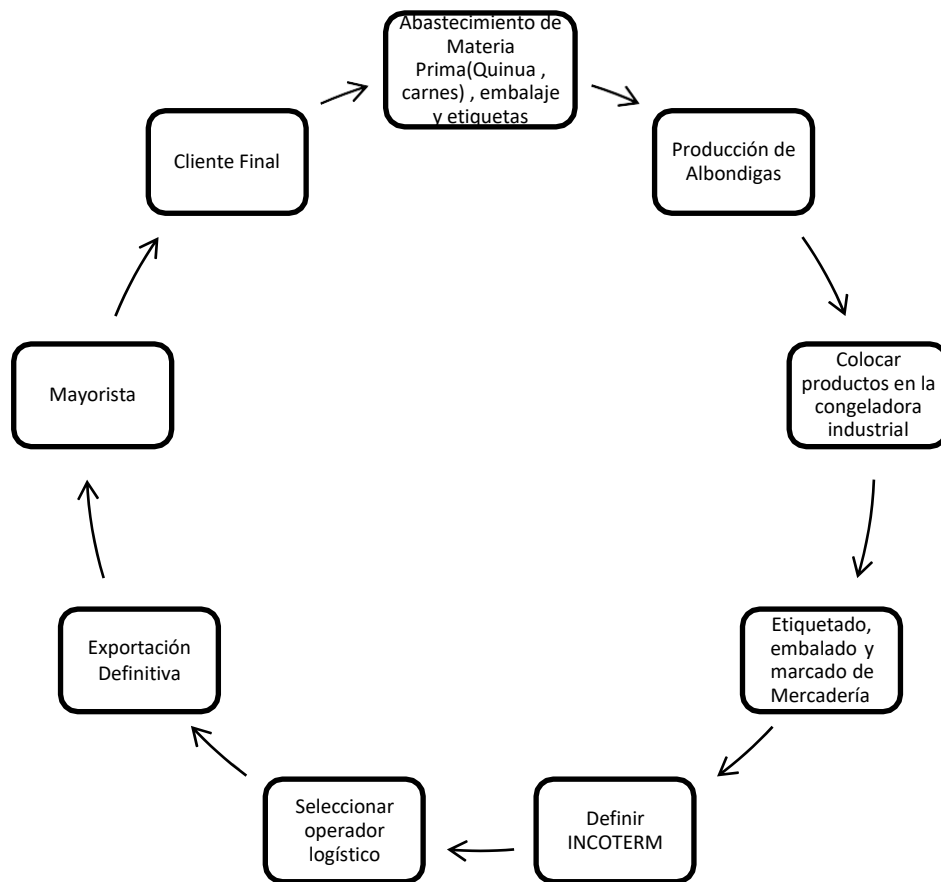 Abastecimiento de
Materia
Prima(Quinua ,
carnes) , embalaje
y etiquetas
Producción de
Albondigas
Colocar
productos en la
congeladora
industrial
Etiquetado,
embalado y
marcado de
Mercadería
Definir
INCOTERM
Seleccionar
operador
logístico
Exportación
Definitiva
Mayorista
Cliente Final